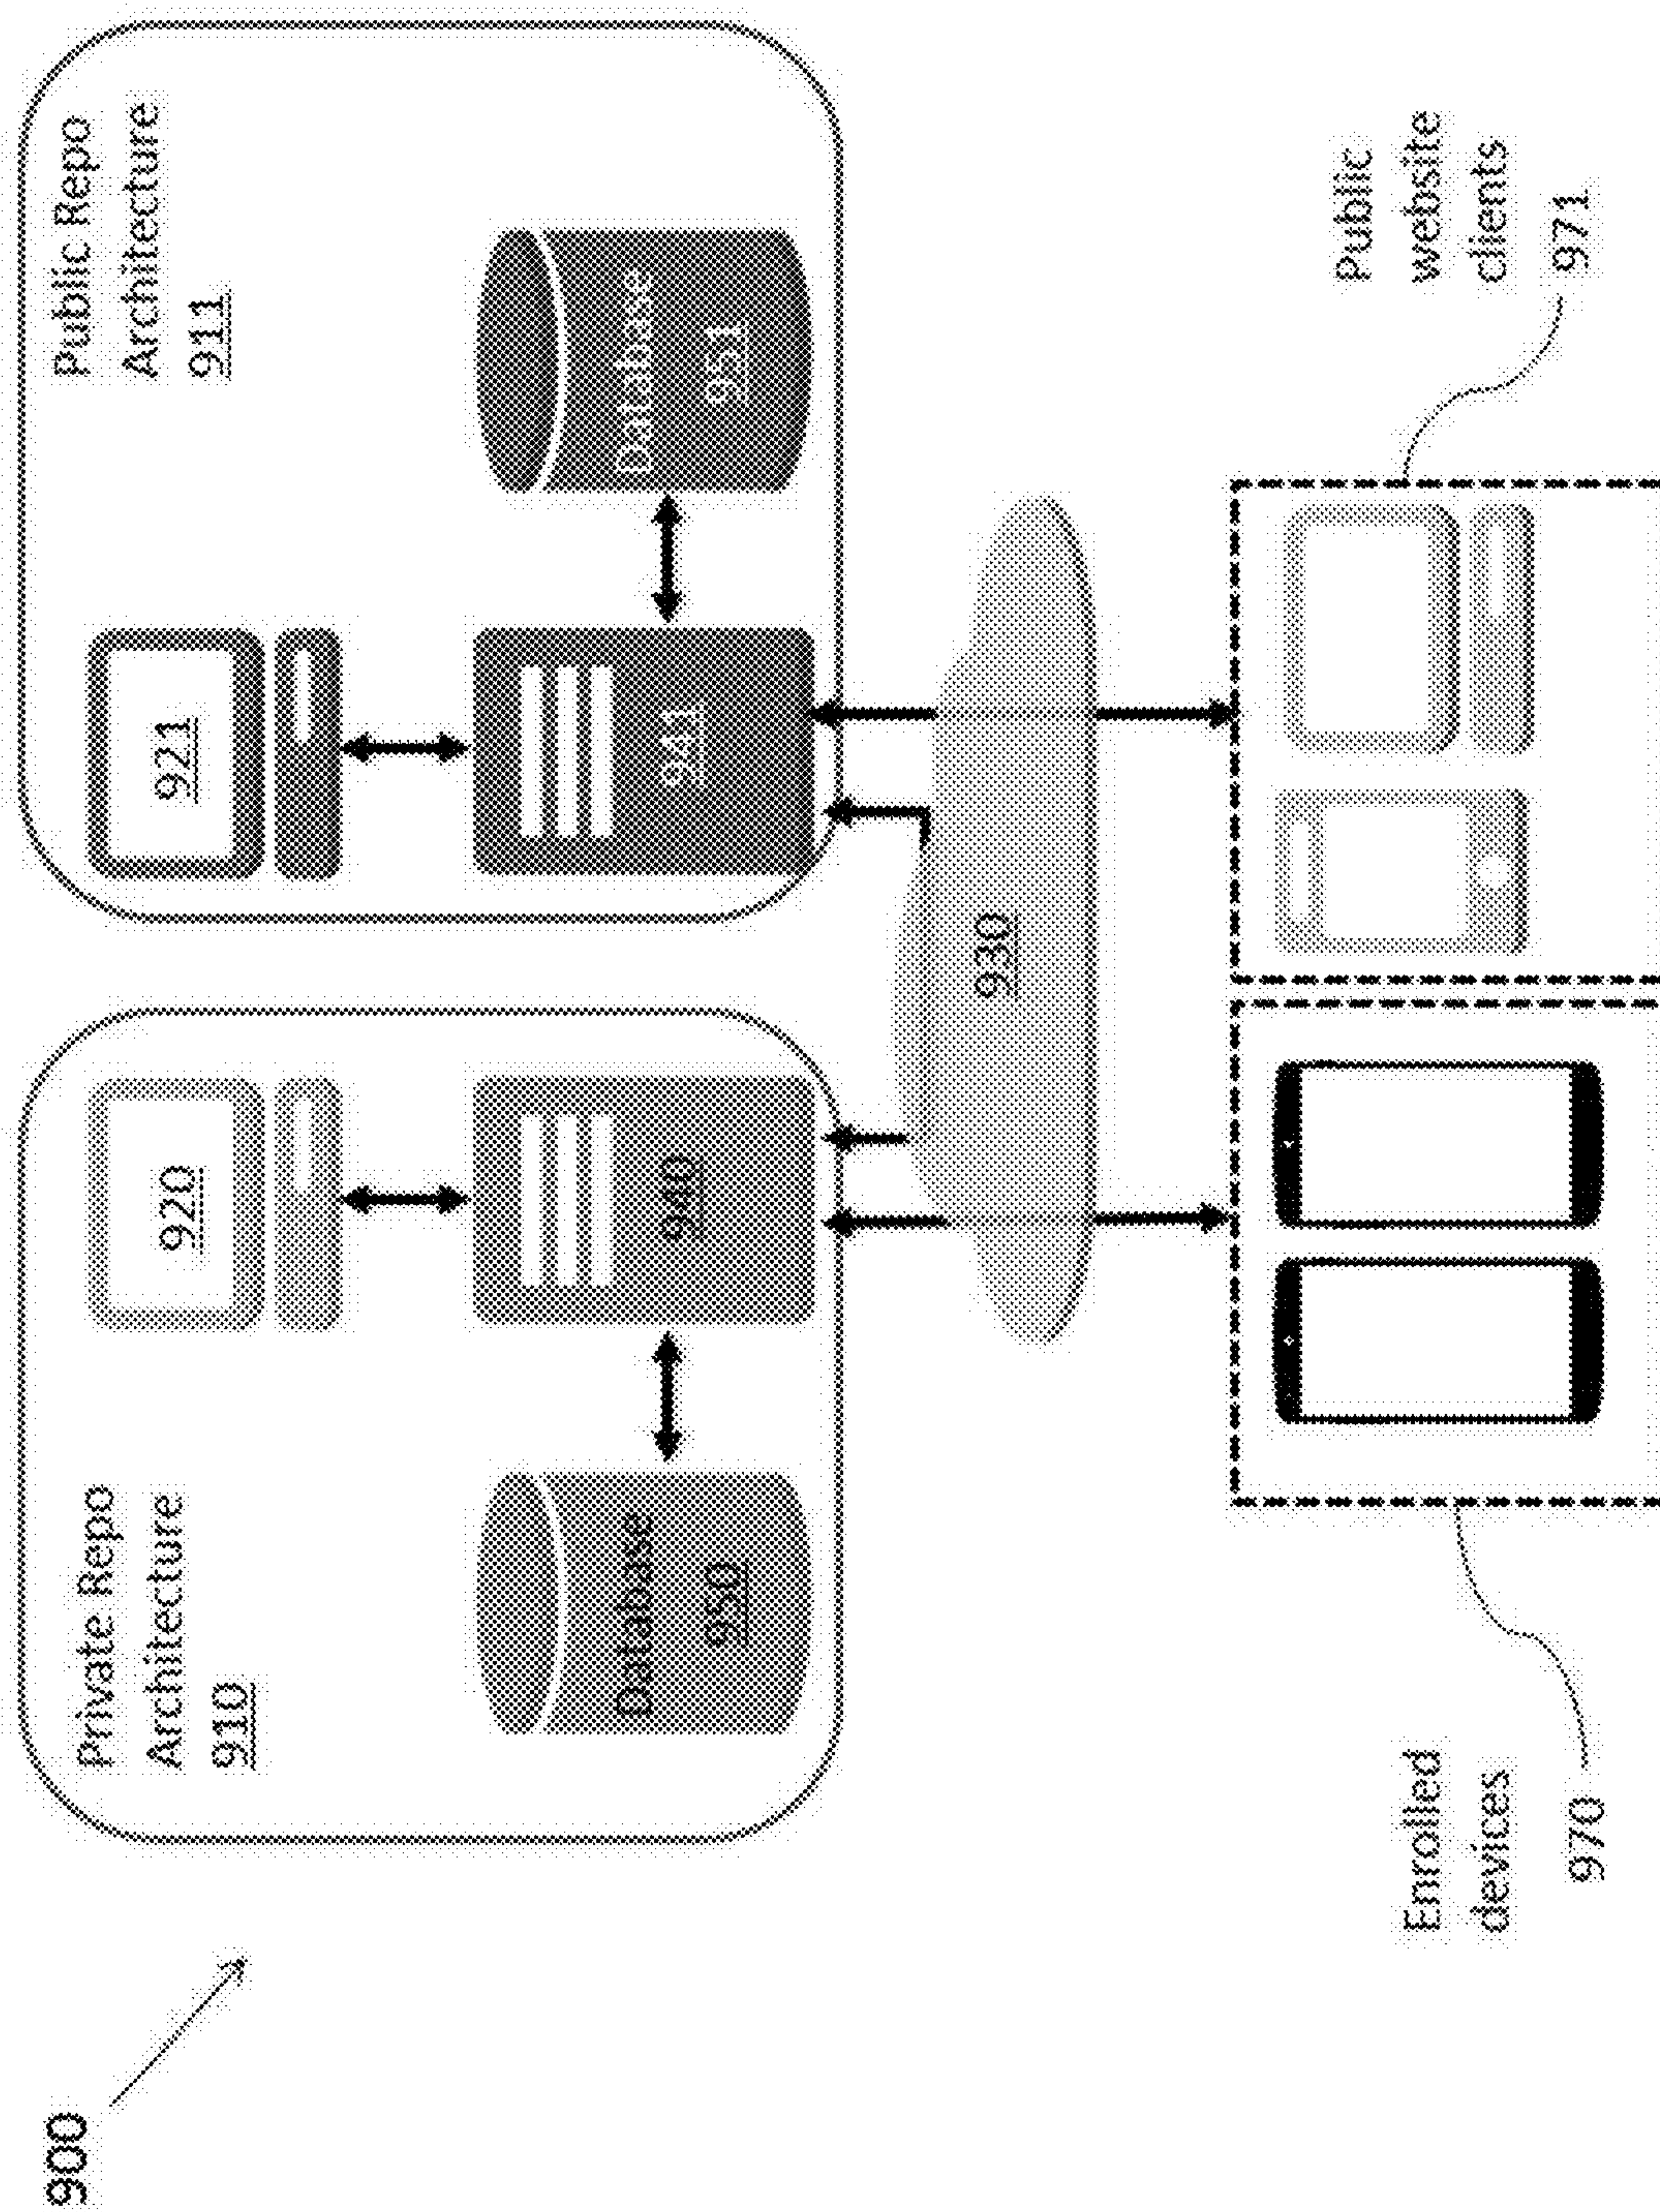 900
Private Repo
Architecture
910
920
940
Database
950
Public Repo
Architecture
911
921
941
Database
951
930
Enrolled
devices
970
Public
website
clients
971